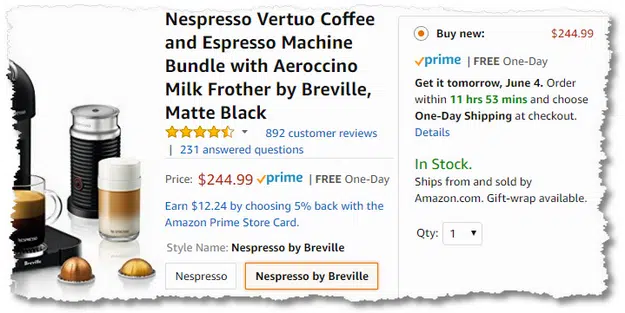 Nespresso Vertuo Coffee
and Espresso Machine
Bundle with Aeroccino
Milk Frother by Breville,
Matte Black
892 customer reviews
| 231 answered questions
Price: $244.99 prime | FREE One-Day
Earn $12.24 by choosing 5% back with the
Amazon Prime Store Card.
Style Name: Nespresso by Breville
Nespresso
Nespresso by Breville
Buy new: $244.99
prime | FREE One-Day
Get it tomorrow, June 4. Order
within 11 hrs 53 mins and choose
One-Day Shipping at checkout.
Details
In Stock.
Ships from and sold by
Amazon.com. Gift-wrap available.
Qty: 1
NESPRESSO
Breville